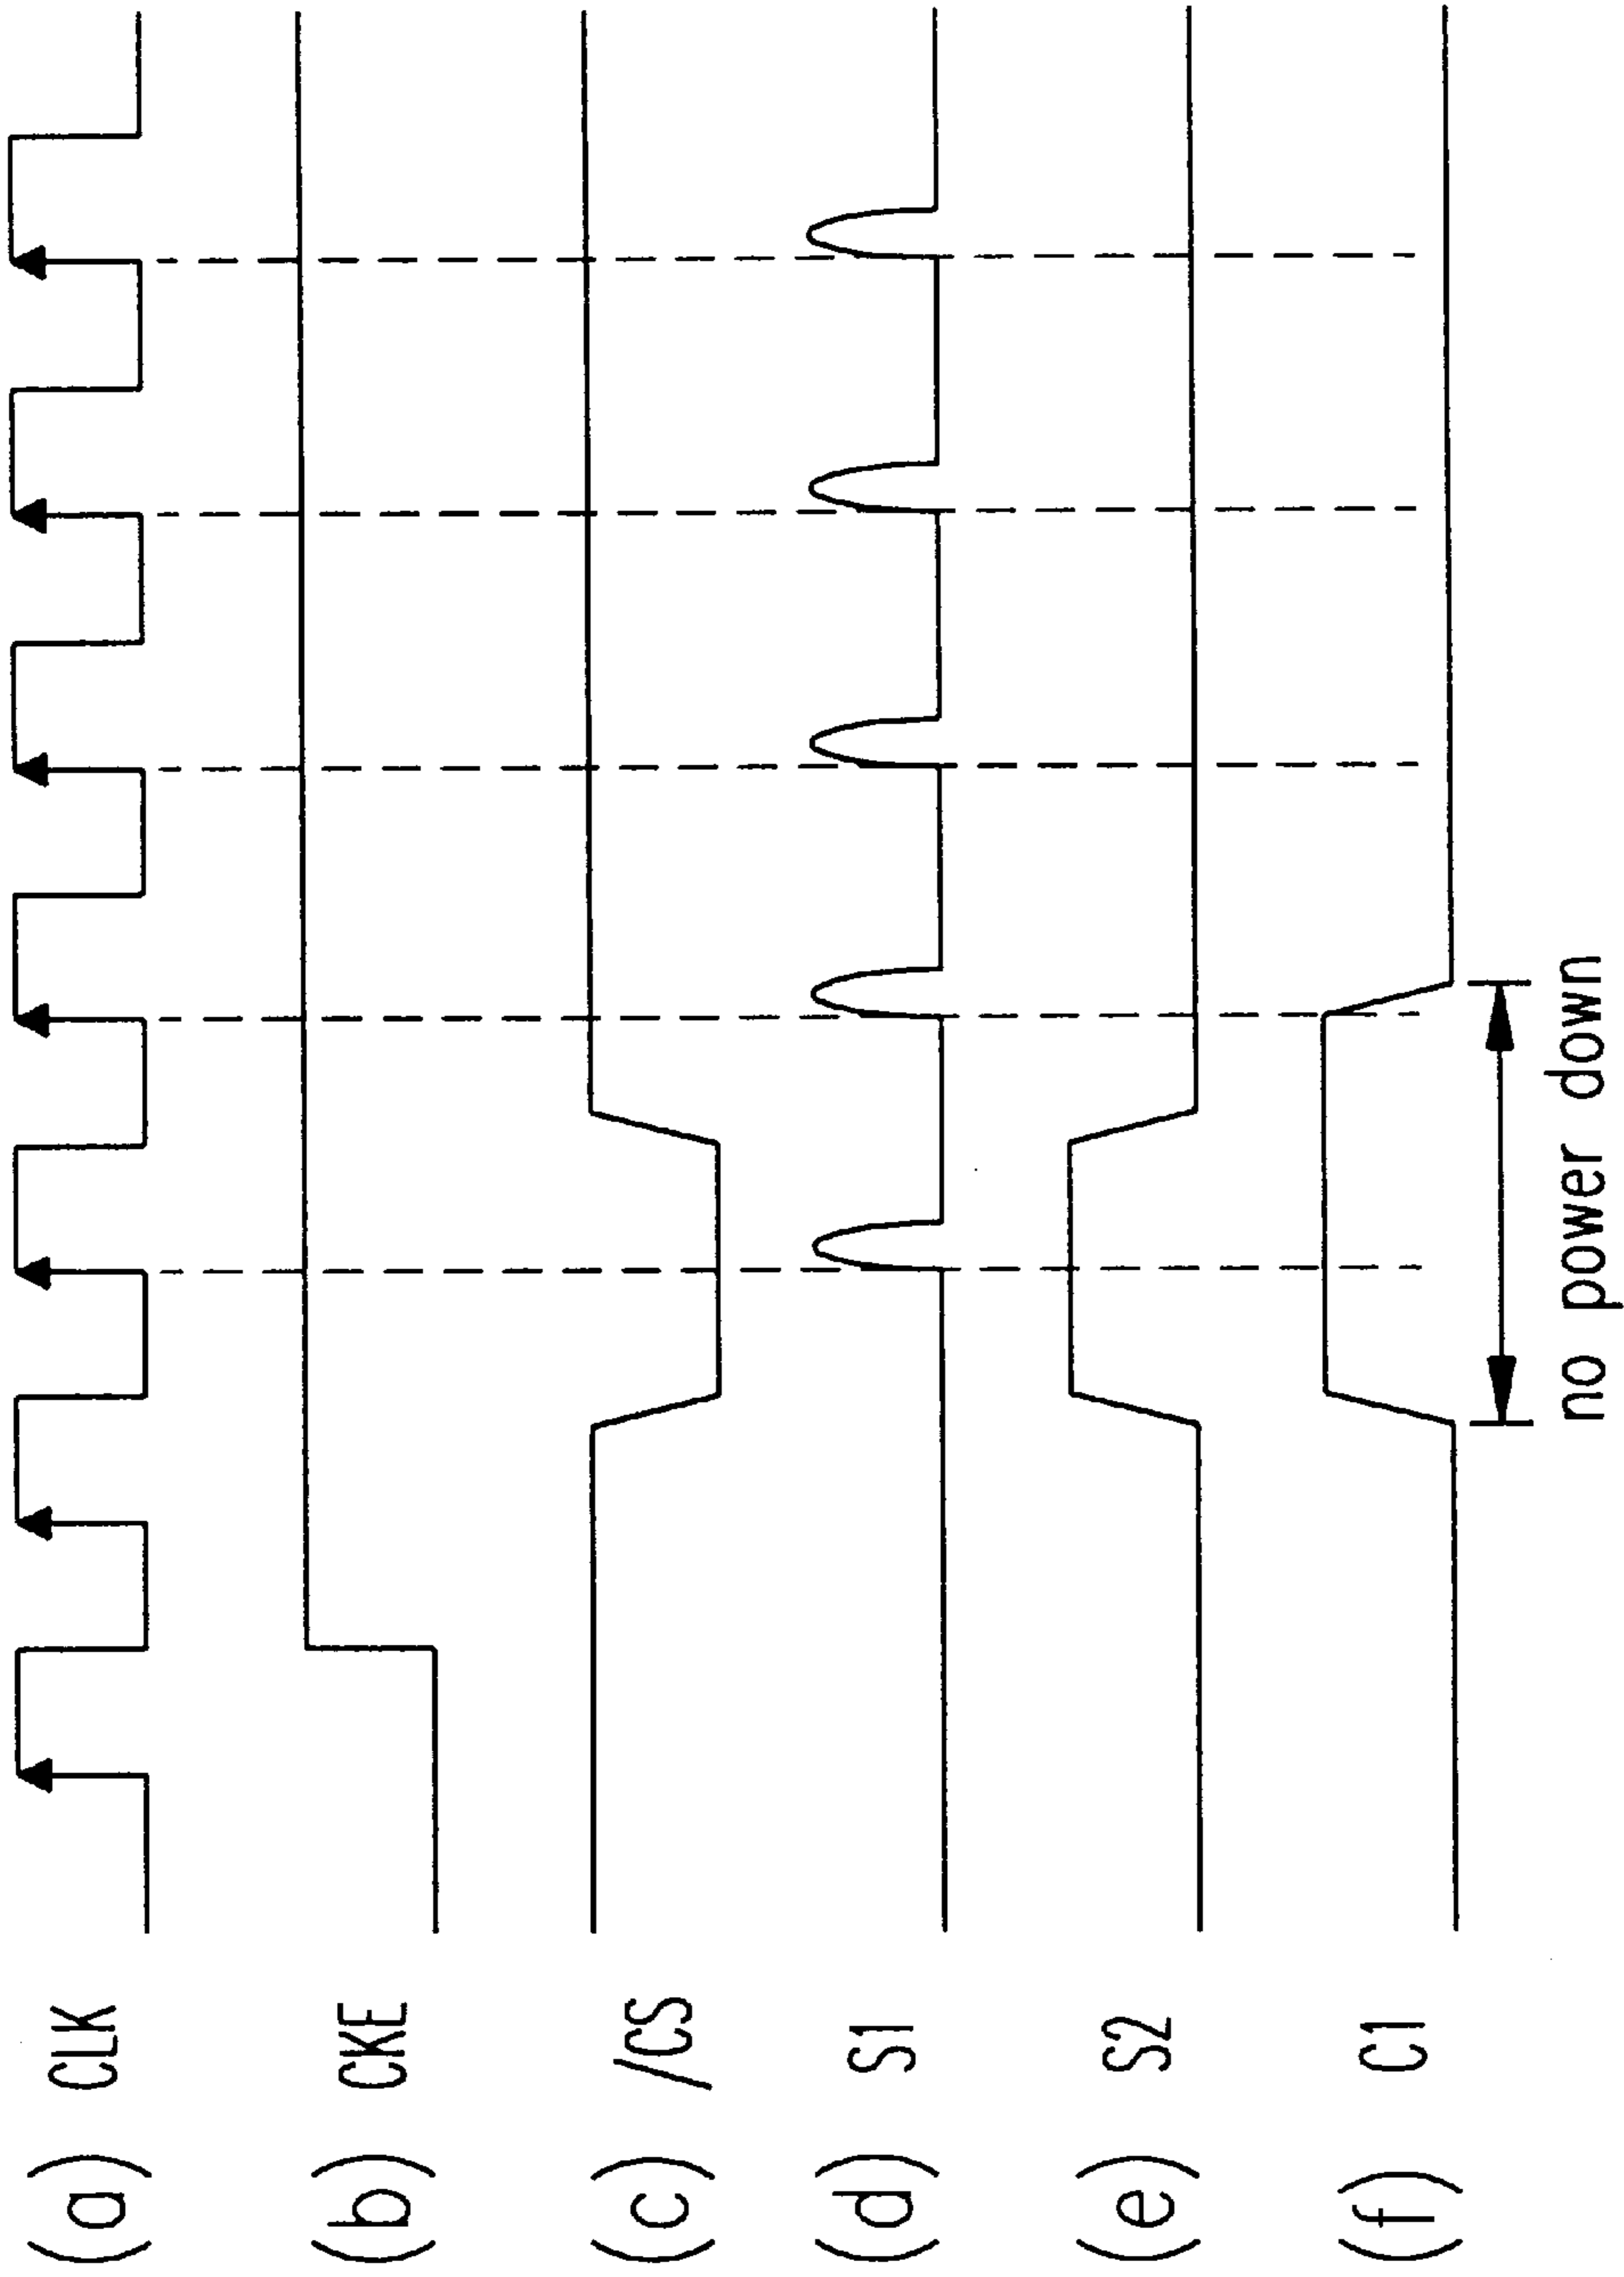 (a) CLK
(b) CKE
(c) /CS
(d) S1
(e) S2
(f) C1
no power down